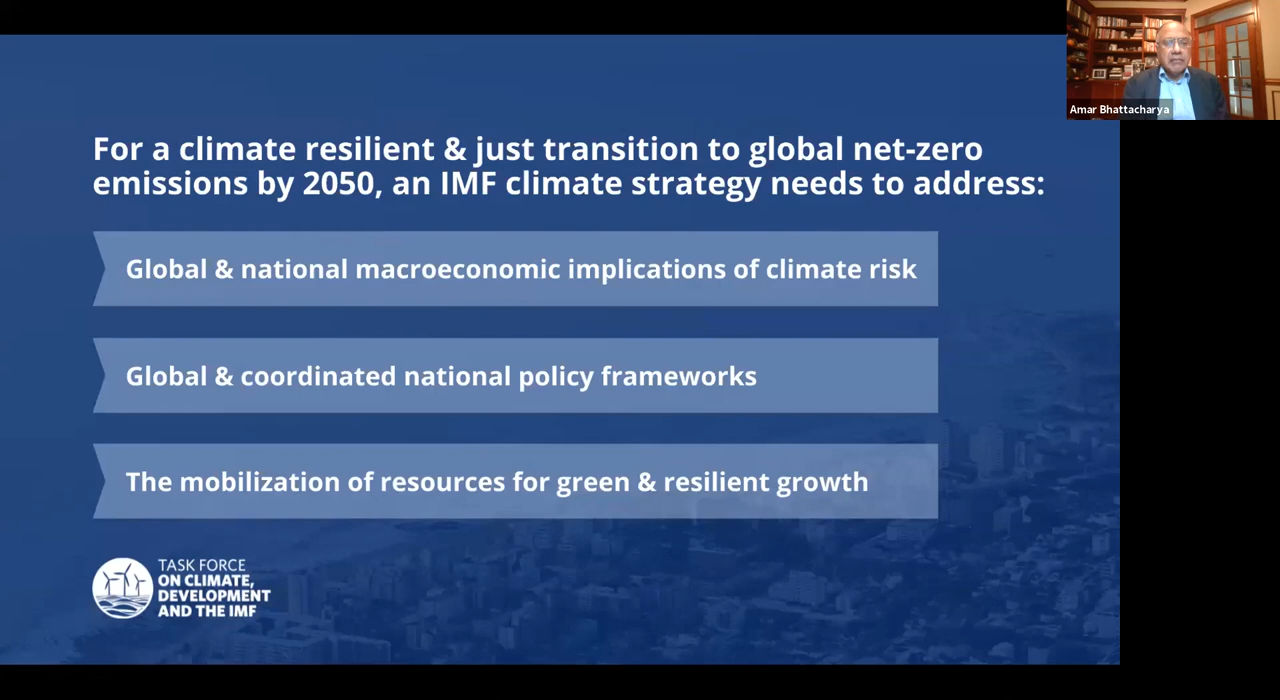 For a climate resilient & just transition to global net-zero
emissions by 2050, an IMF climate strategy needs to address:
Global & national macroeconomic implications of climate risk
Global & coordinated national policy frameworks
The mobilization of resources for green & resilient growth
TASK FORCE
ON CLIMATE,
DEVELOPMENT
AND THE IMF
Amar Bhattacharya